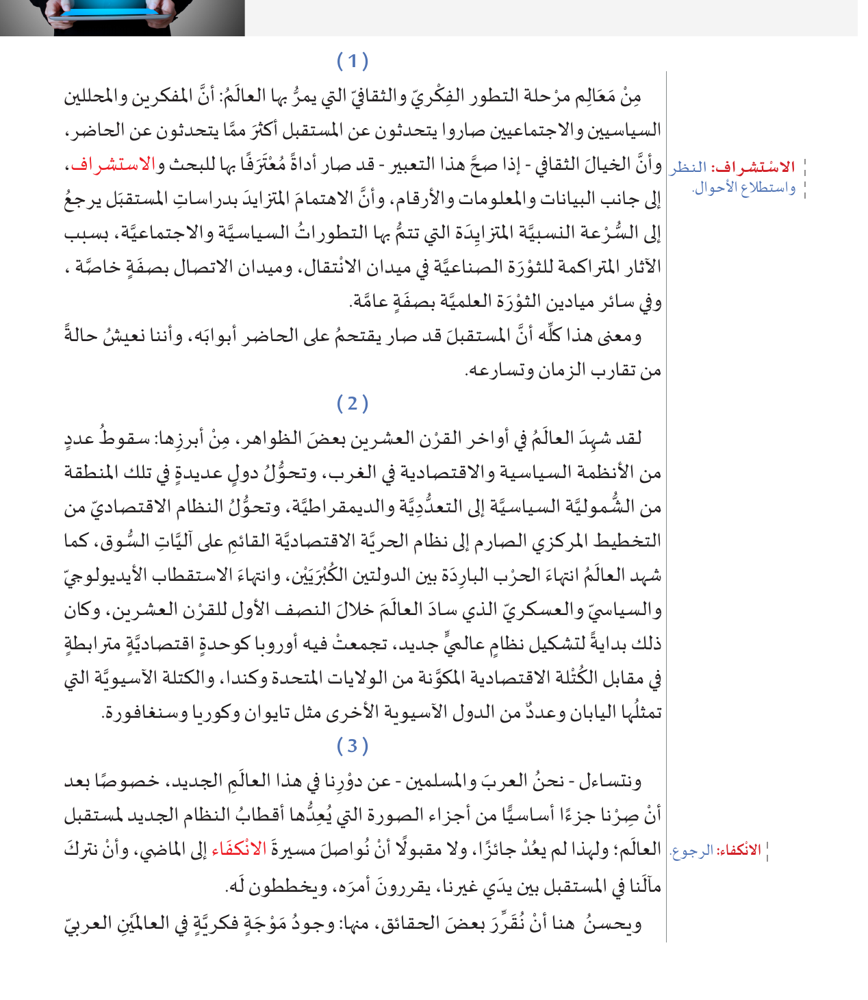 (1)
مِنْ مَعَالِم مرْحلة التطور الفِكْريّ والثقافيّ التي يمرُّ بها العالَمُ: أنَّ المفكرين والمحللين
السياسيين والاجتماعيين صاروا يتحدثون عن المستقبل أكثرَ ممَّا يتحدثون عن الحاضر،
وأنَّ الخيالَ الثقافي - إذا صحَّ هذا التعبير - قد صار أداةً مُعْتَرَفًا بها للبحث والاستشراف،
الاسْتشراف: النظر
واستطلاع الأحوال.
إلى جانب البيانات والمعلومات والأرقام، وأنَّ الاهتمامَ المتزايدَ بدراساتِ المستقبَل يرجعُ
إلى السُّرْعة النسبيَّة المتزايِدَة التي تتمُّ بها التطوراتُ السياسيَّة والاجتماعيَّة، بسبب
الآثار المتراكمة للثوْرَة الصناعيَّة في ميدان الانْتقال، وميدان الاتصال بصفَةٍ خاصَّة ،
وفي سائر ميادين الثوْرَة العلميَّة بصفَةٍ عامَّة.
ومعنى هذا كلِّه أنَّ المستقبلَ قد صار يقتحمُ على الحاضر أبوابَه، وأننا نعيشُ حالةً
من تقارب الزمان وتسارعه.
(2)
لقد شهِدَ العالَمُ في أواخر القرْن العشرين بعضَ الظواهر، مِنْ أبرزِها: سقوطُ عددٍ
من الأنظمة السياسية والاقتصادية في الغرب، وتحوُّلُ دولٍ عديدةٍ في تلك المنطقة
من الشُّموليَّة السياسيَّة إلى التعدُّدِيَّة والديمقراطيَّة، وتحوُّلُ النظام الاقتصاديّ من
التخطيط المركزي الصارم إلى نظام الحريَّة الاقتصاديَّة القائمِ على آليَّاتِ السُّوق، كما
شهد العالَمُ انتهاءَ الحرْب البارِدَة بين الدولتين الكُبْرَيَيْن، وانتهاءَ الاستقطاب الأيديولوجيّ
والسياسيّ والعسكريّ الذي سادَ العالَمَ خلالَ النصف الأول للقرْن العشرين، وكان
ذلك بدايةً لتشكيل نظامٍ عالميٍّ جديد، تجمعتْ فيه أوروبا كوحدةٍ اقتصاديَّةٍ مترابطةٍ
في مقابل الكُتْلة الاقتصادية المكوَّنة من الولايات المتحدة وكندا، والكتلة الآسيويَّة التي
تمثلُها اليابان وعددٌ من الدول الآسيوية الأخرى مثل تايوان وكوريا وسنغافورة.
(3)
ونتساءل - نحنُ العربَ والمسلمين - عن دوْرِنا في هذا العالَمِ الجديد، خصوصًا بعد
أنْ صِرْنا جزءًا أساسيًّا من أجزاء الصورة التي يُعِدُّها أقطابُ النظام الجديد لمستقبل
العالَم؛ ولهذا لم يعُدْ جائزًا، ولا مقبولًا أنْ نُواصلَ مسيرةَ الانْكفَاء إلى الماضي، وأنْ نتركَ
الانْكفاء: الرجوع.
مآلَنا في المستقبل بين يدَي غيرنا، يقررونَ أمرَه، ويخططون لَه.
ويحسنُ هنا أنْ نُقَرِّرَ بعضَ الحقائق، منها: وجودُ مَوْجَةٍ فكريَّةٍ في العالمَيْنِ العربيّ